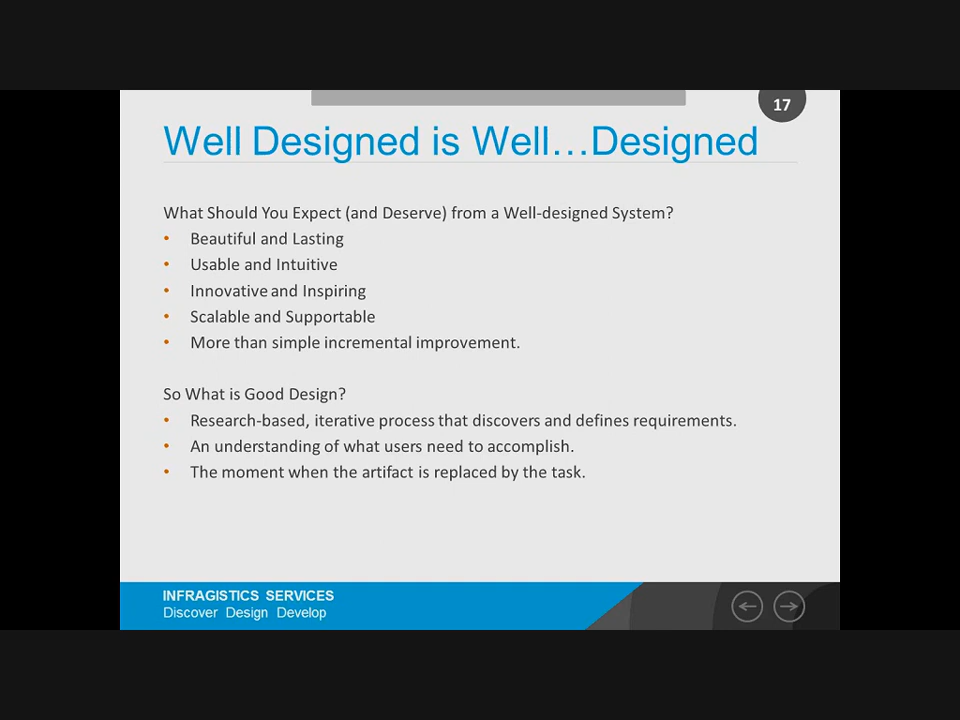 17
Well Designed is Well…Designed
What Should You Expect (and Deserve) from a Well-designed System?
• Beautiful and Lasting
• Usable and Intuitive
• Innovative and Inspiring
• Scalable and Supportable
• More than simple incremental improvement.
So What is Good Design?
• Research-based, iterative process that discovers and defines requirements.
• An understanding of what users need to accomplish.
• The moment when the artifact is replaced by the task.
INFRAGISTICS SERVICES
Discover Design Develop